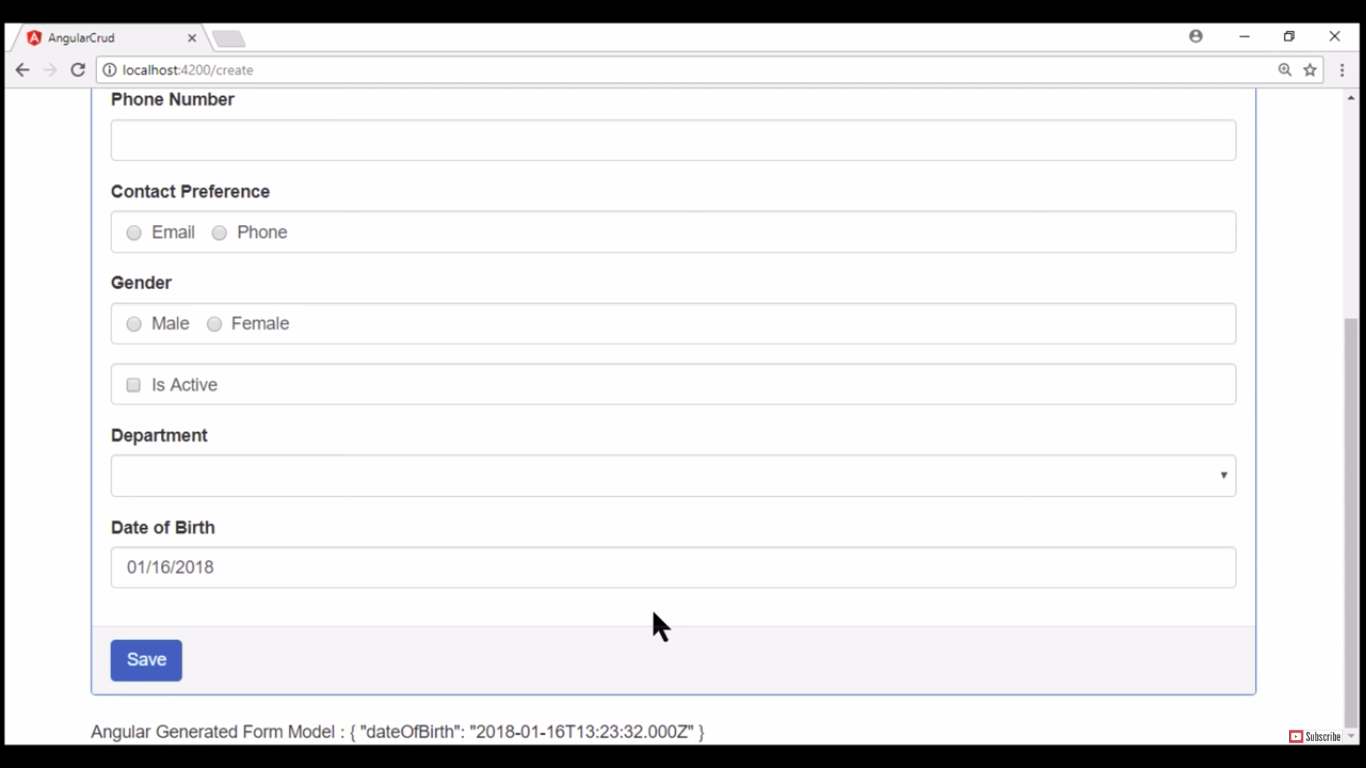 AngularCrud
localhost:4200/create
Phone Number
Contact Preference
Email Phone
Gender
Male Female
Is Active
Department
Date of Birth
01/16/2018
Save
Angular Generated Form Model : { "dateOfBirth": "2018-01-16T13:23:32.000Z" }
Subscribe